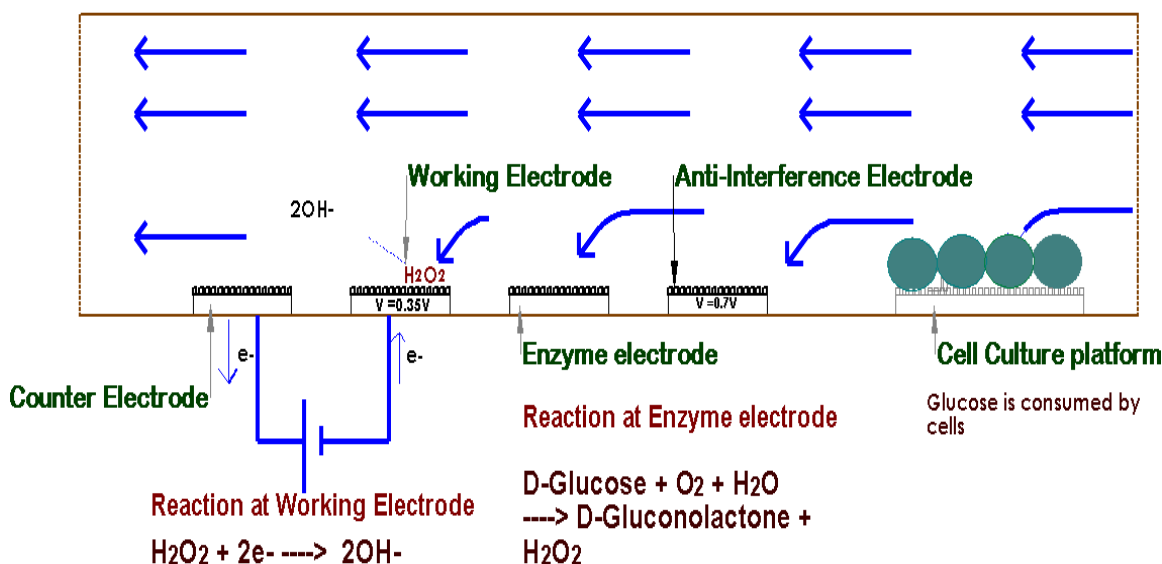 Working Electrode
Anti-Interference Electrode
2OH-
H2O2
V =0.35V
V =0.7V
e-
e-
Counter Electrode
Enzyme electrode
Cell Culture platform
Glucose is consumed by
cells
Reaction at Enzyme electrode
D-Glucose + O2 + H2O
----> D-Gluconolactone +
H2O2
Reaction at Working Electrode
H2O2 + 2e- ----> 2OH-